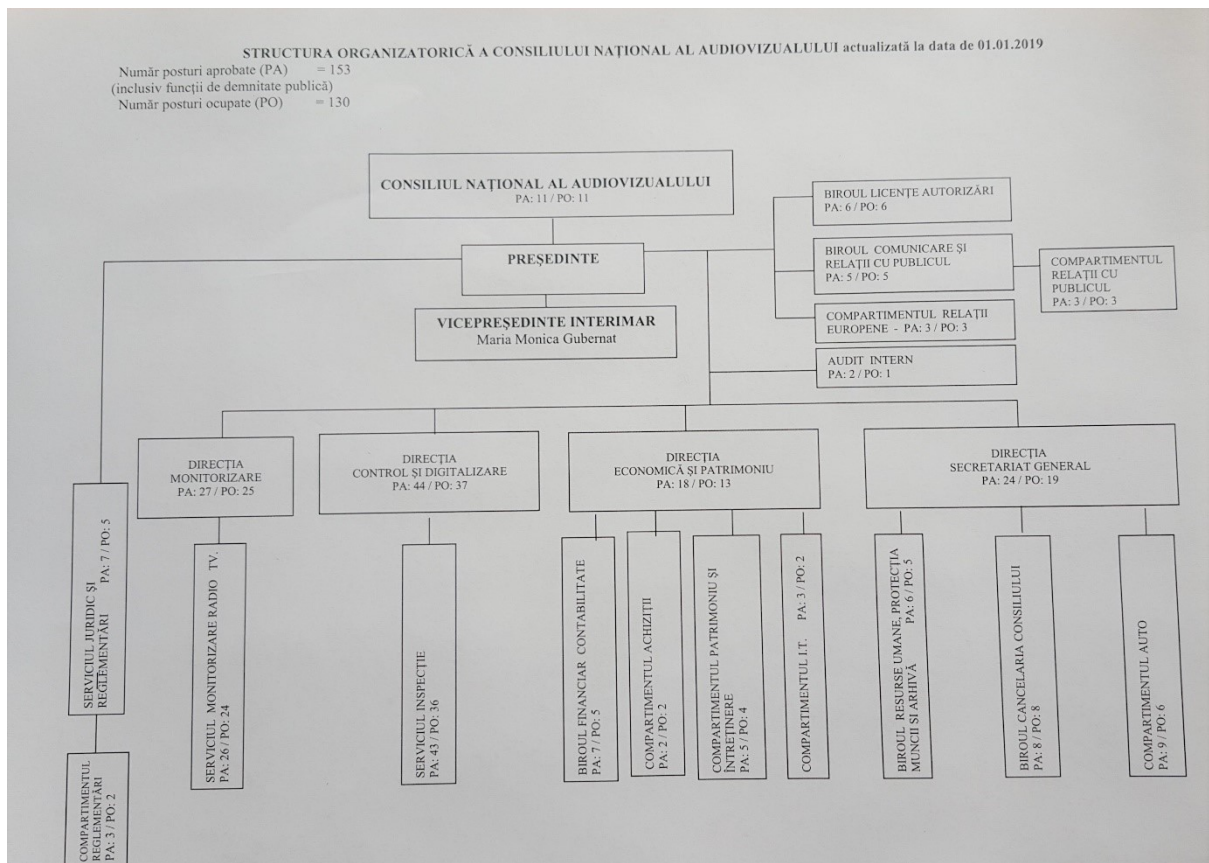 STRUCTURA ORGANIZATORICĂ A CONSILIULUI NAȚIONAL AL AUDIOVIZUALULUI actualizată la data de 01.01.2019
Număr posturi aprobate (PA) = 153
(inclusiv funcții de demnitate publică)
Număr posturi ocupate (PO) = 130
CONSILIUL NAȚIONAL AL AUDIOVIZUALULUI
PA: 11 / PO: 11
PREȘEDINTE
VICEPREȘEDINTE INTERIMAR
Maria Monica Gubernat
BIROUL LICENȚE AUTORIZĂRI
PA: 6 / PO: 6
BIROUL COMUNICARE ȘI
RELAȚII CU PUBLICUL
PA: 5 / PO: 5
COMPARTIMENTUL
RELAȚII CU
PUBLICUL
PA: 3 / PO: 3
COMPARTIMENTUL RELAȚII
EUROPENE - PA: 3 / PO: 3
AUDIT INTERN
PA: 2 / PO: 1
DIRECȚIA
MONITORIZARE
PA: 27 / PO: 25
DIRECȚIA
CONTROL ȘI DIGITALIZARE
PA: 44 / PO: 37
DIRECȚIA
ECONOMICĂ ȘI PATRIMONIU
PA: 18 / PO: 13
DIRECȚIA
SECRETARIAT GENERAL
PA: 24 / PO: 19
SERVICIUL JURIDIC ȘI
REGLEMENTĂRI PA: 7 / PO: 5
COMPARTIMENTUL
REGLEMENTĂRI
PA: 3 / PO: 2
SERVICIUL MONITORIZARE RADIO TV.
PA: 26 / PO: 24
SERVICIUL INSPECȚIE
PA: 43 / PO: 36
BIROUL FINANCIAR CONTABILITATE
PA: 7 / PO: 5
COMPARTIMENTUL ACHIZIȚII
PA: 2 / PO: 2
COMPARTIMENTUL PATRIMONIU ȘI
ÎNTREȚINERE
PA: 5 / PO: 4
COMPARTIMENTUL I.T. PA: 3 / PO: 2
BIROUL RESURSE UMANE, PROTECȚIA
MUNCII SI ARHIVĂ PA: 6 / PO: 5
BIROUL CANCELARIA CONSILIULUI
PA: 8 / PO: 8
COMPARTIMENTUL AUTO
PA: 9 / PO: 6